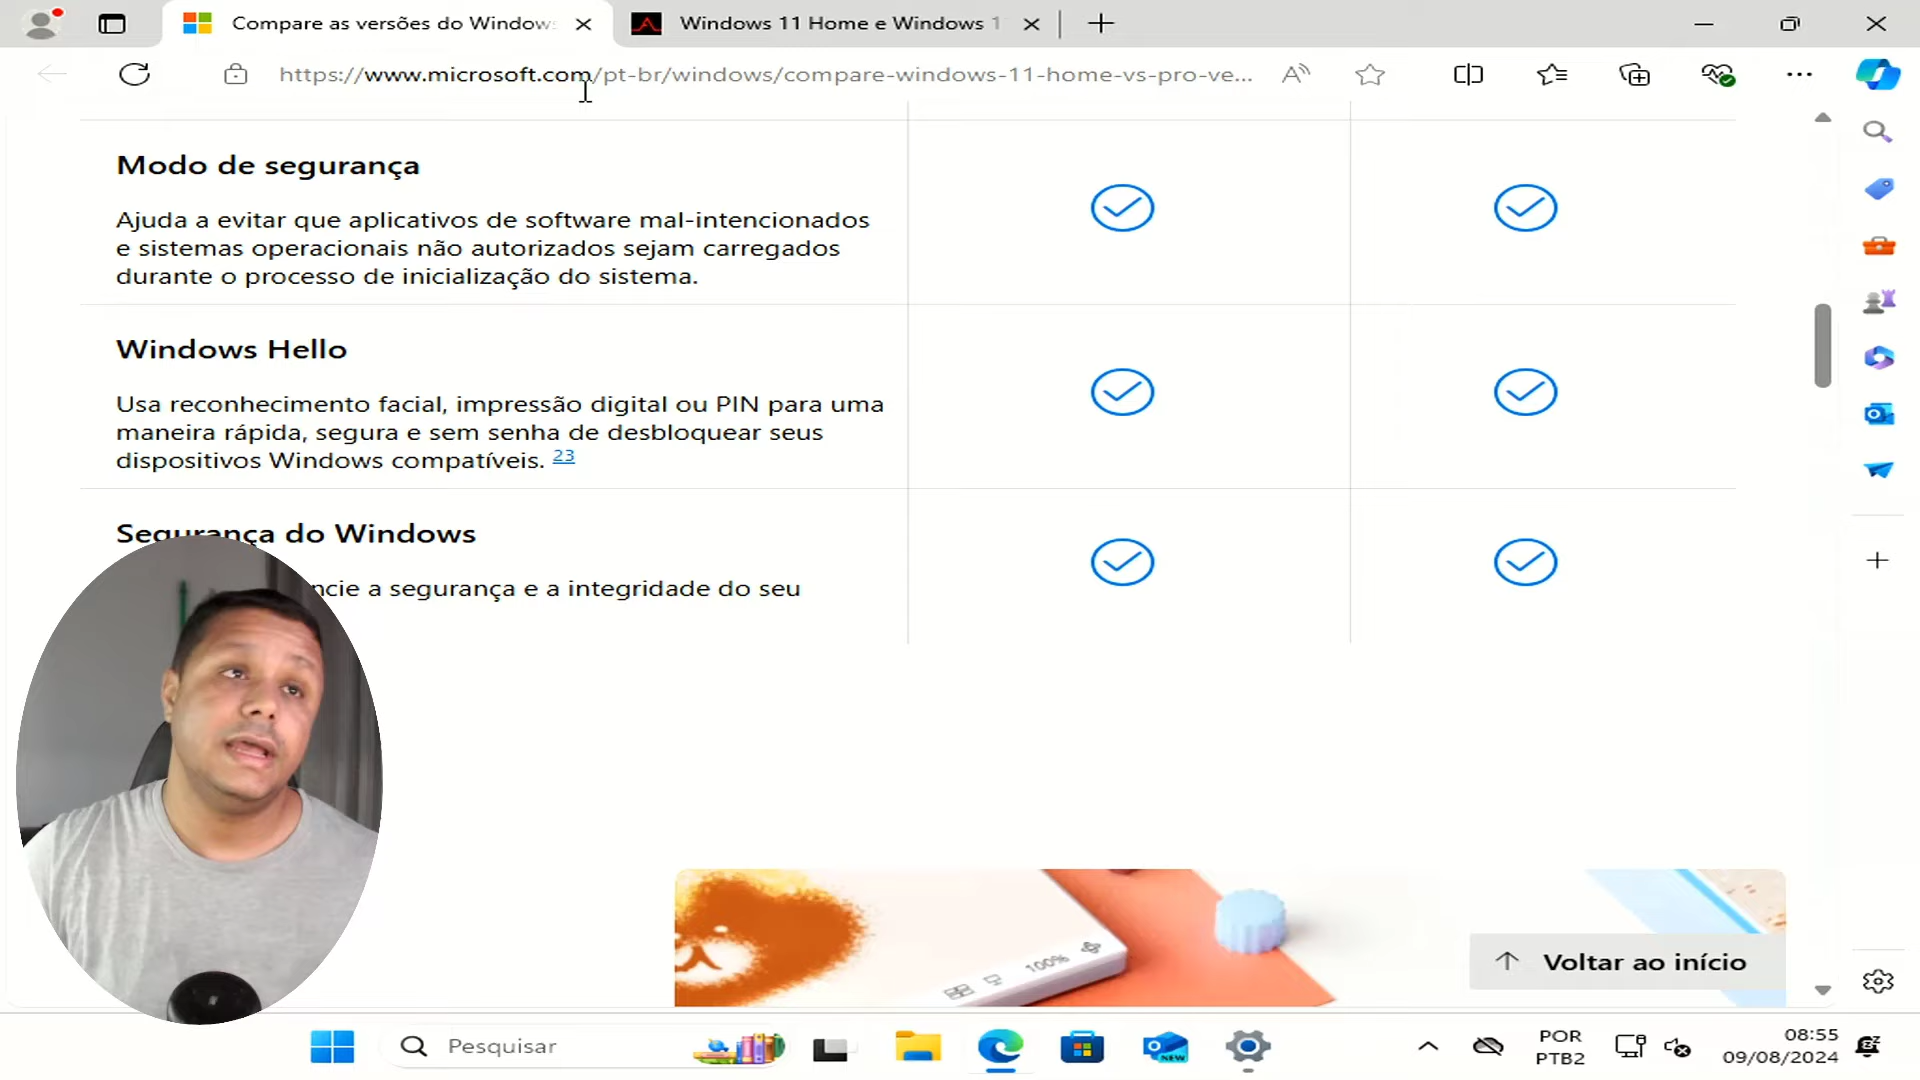 Compare as versões do Windows
Windows 11 Home e Windows 1
https://www.microsoft.com/pt-br/windows/compare-windows-11-home-vs-pro-ve...
Modo de segurança
Ajuda a evitar que aplicativos de software mal-intencionados
e sistemas operacionais não autorizados sejam carregados
durante o processo de inicialização do sistema.
Windows Hello
Usa reconhecimento facial, impressão digital ou PIN para uma
maneira rápida, segura e sem senha de desbloquear seus
dispositivos Windows compatíveis. 23
Segurança do Windows
ncie a segurança e a integridade do seu
100%
Voltar ao início
Pesquisar
NEW
POR
PTB2
08:55
09/08/2024